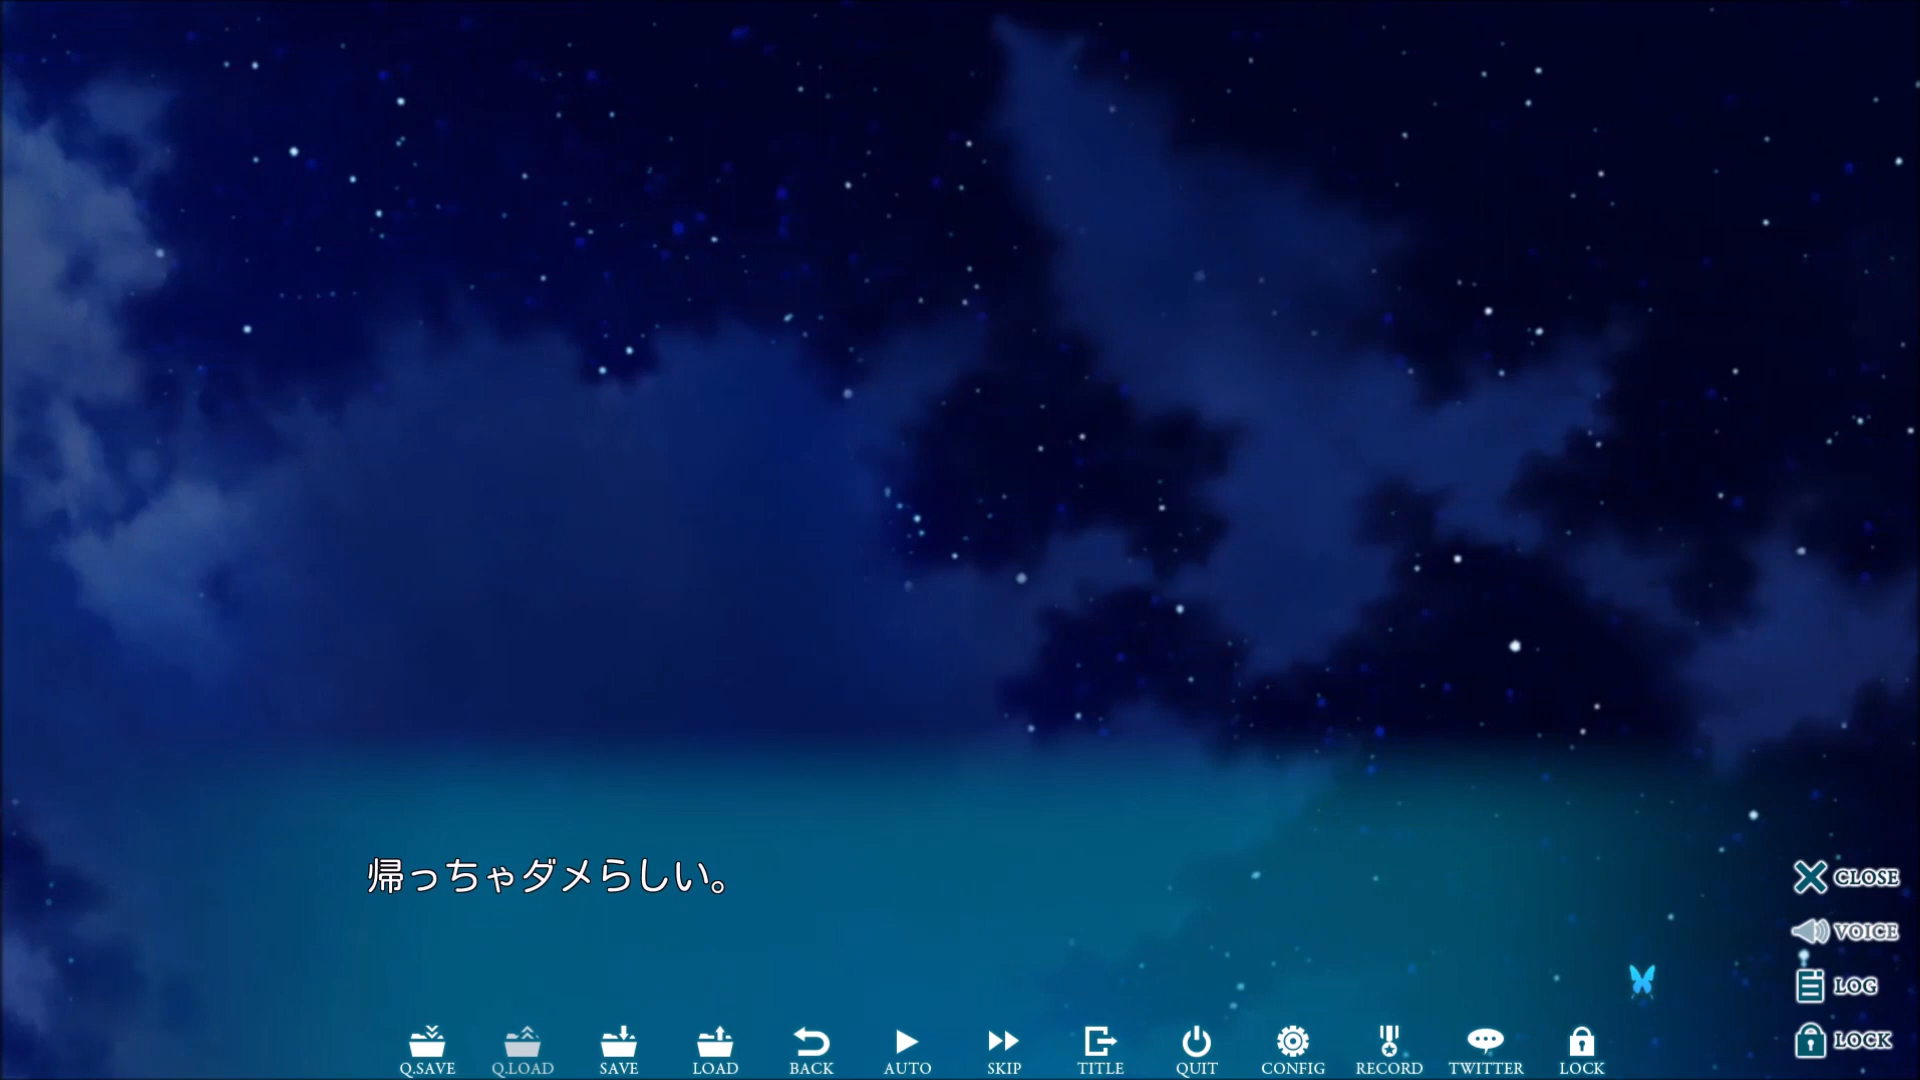 帰っちゃダメらしい。
CLOSE
VOICE
LOG
LOCK
Q.SAVE Q.LOAD SAVE LOAD BACK AUTO SKIP TITLE QUIT CONFIG RECORD TWITTER LOCK